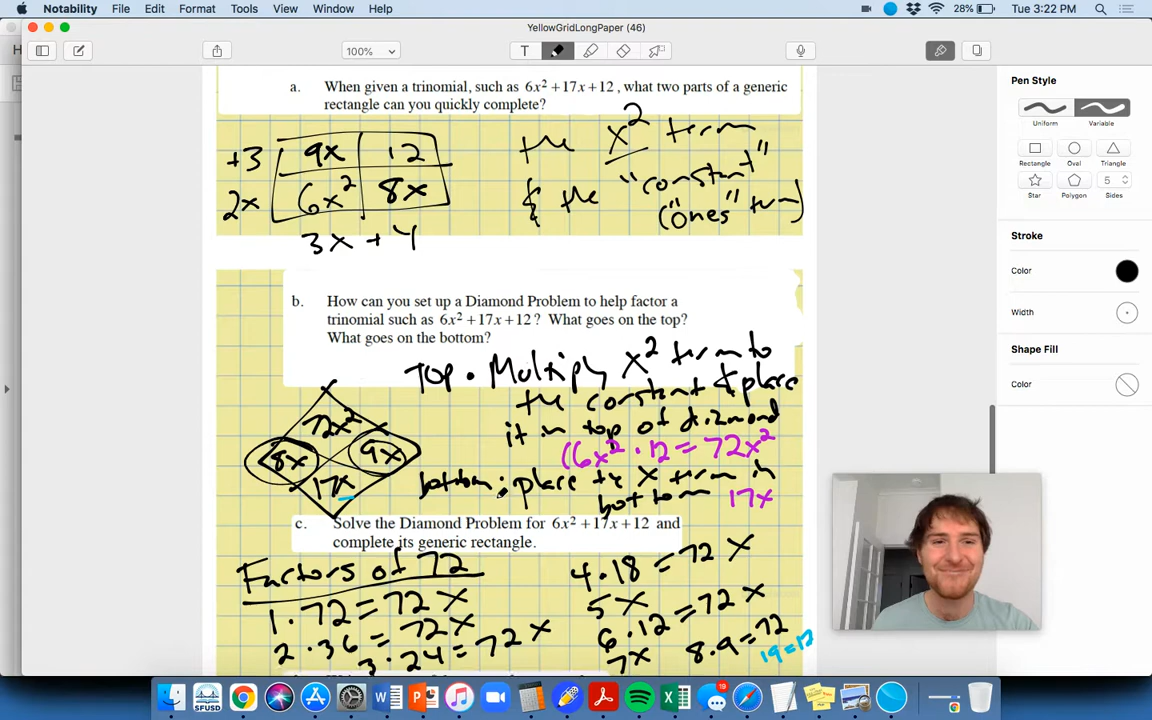 Notability File Edit Format Tools View Window Help 28% Tue 3:22 PM
YellowGridLongPaper (46)
100% T
Pen Style
Uniform Variable
Rectangle Oval Triangle
5
Star Polygon Sides
Stroke
Color
Width
Shape Fill
Color
a. When given a trinomial, such as 6x² +17x+12, what two parts of a generic
rectangle can you quickly complete?
+3 9x 12
2x 6x² 8x
3x + 4
the x² term
& the "constant"
("ones" term)
b. How can you set up a Diamond Problem to help factor a
trinomial such as 6x² +17x+12? What goes on the top?
What goes on the bottom?
Top • Multiply x² term to
the constant & place
it in top of diamond
(6x² · 12 = 72x²
bottom: place the x term in
bottom 17x
72x²
8x 9x
17x
c. Solve the Diamond Problem for 6x² +17x+12 and
complete its generic rectangle.
Factors of 72
1 · 72 = 72 X
2 · 36 = 72 X
3 · 24 = 72 X
4 · 18 = 72 X
5 X
6 · 12 = 72 X
7 X
8 · 9 = 72
SFUSD
19